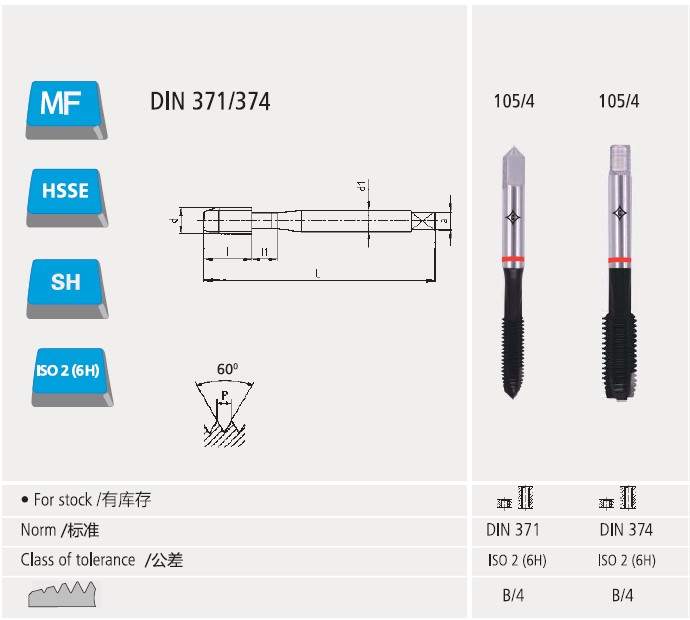 MF
DIN 371/374
105/4 105/4
HSSE
d1
d
a
l l1
L
SH
ISO 2 (6H)
60⁰
P
• For stock /有库存
Norm /标准 DIN 371 DIN 374
Class of tolerance /公差 ISO 2 (6H) ISO 2 (6H)
B/4 B/4